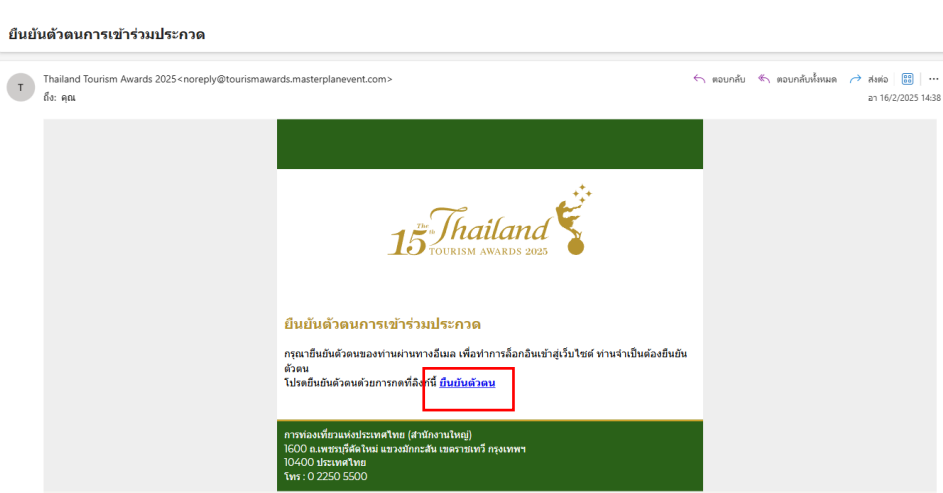 ยืนยันตัวตนการเข้าร่วมประกวด
T
Thailand Tourism Awards 2025<noreply@tourismawards.masterplanevent.com>
ตอบกลับ ตอบกลับทั้งหมด ส่งต่อ
ถึง: คุณ
อา 16/2/2025 14:38
The 15th Thailand
TOURISM AWARDS 2025
ยืนยันตัวตนการเข้าร่วมประกวด
กรุณายืนยันตัวตนของท่านผ่านทางอีเมล เพื่อทำการล็อกอินเข้าสู่เว็บไซต์ ท่านจำเป็นต้องยืนยัน
ตัวตน
โปรดยืนยันตัวตนด้วยการกดที่ลิงก์นี้ ยืนยันตัวตน
การท่องเที่ยวแห่งประเทศไทย (สำนักงานใหญ่)
1600 ถ.เพชรบุรีตัดใหม่ แขวงมักกะสัน เขตราชเทวี กรุงเทพฯ
10400 ประเทศไทย
โทร : 0 2250 5500